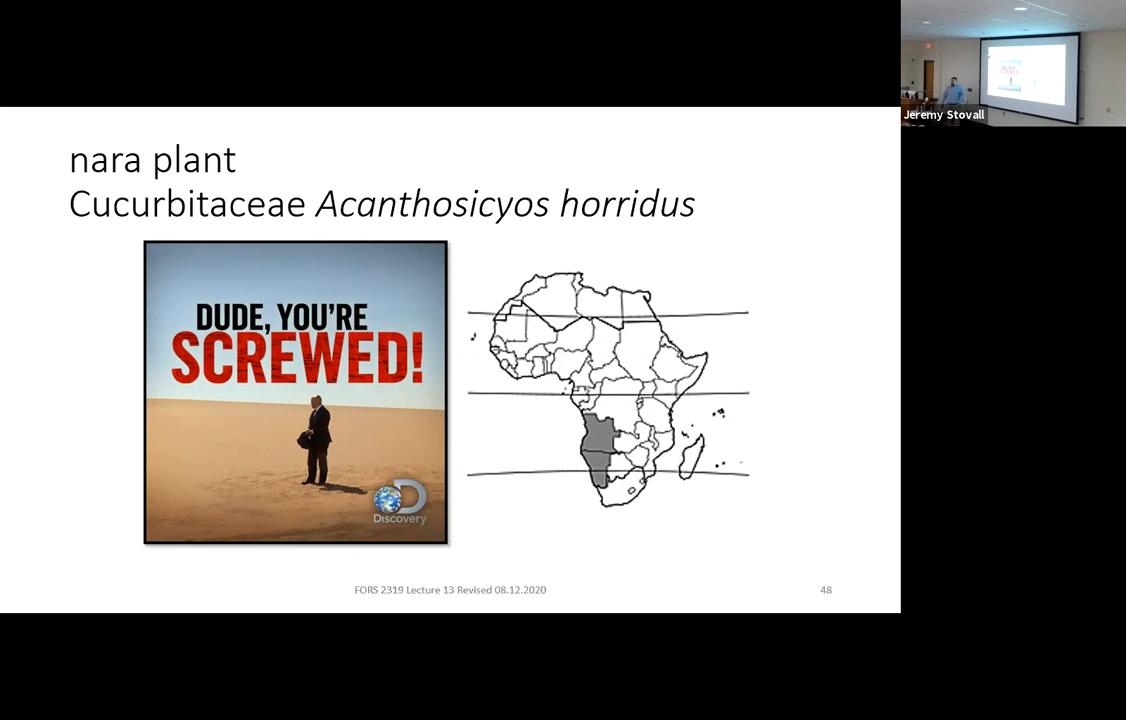 nara plant
Cucurbitaceae Acanthosicyos horridus
DUDE, YOU'RE
SCREWED!
Discovery
FORS 2319 Lecture 13 Revised 08.12.2020
48
Jeremy Stovall